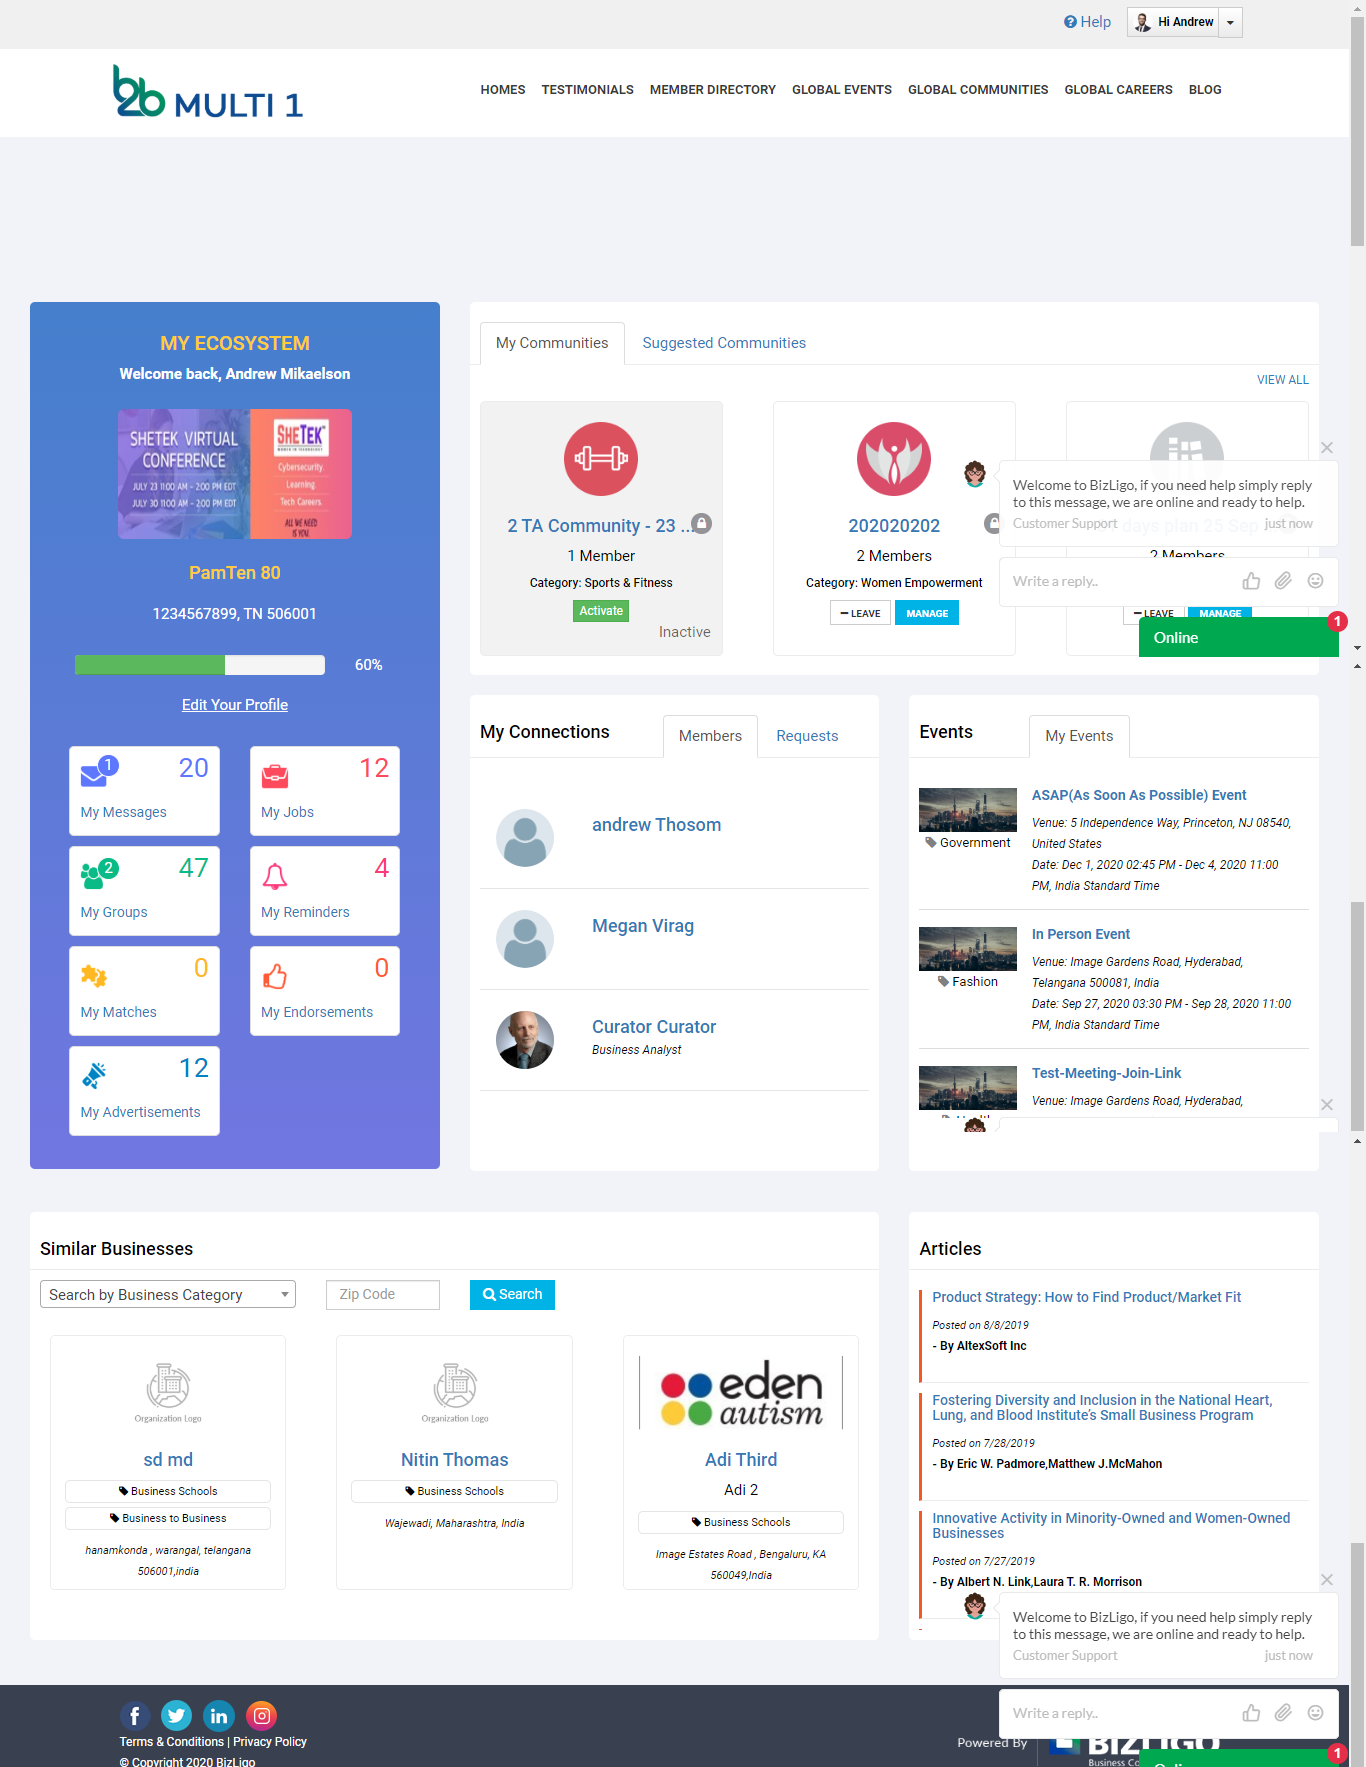 Help
Hi Andrew
b2b MULTI 1
HOMES TESTIMONIALS MEMBER DIRECTORY GLOBAL EVENTS GLOBAL COMMUNITIES GLOBAL CAREERS BLOG
MY ECOSYSTEM
Welcome back, Andrew Mikaelson
SHETEK VIRTUAL
CONFERENCE
JULY 23 11:00 AM - 2:00 PM EDT
JULY 30 11:00 AM - 2:00 PM EDT
SHETEK
Cybersecurity
Learning
Tech Careers
ALL WE NEED
IS YOU
PamTen 80
1234567899, TN 506001
60%
Edit Your Profile
1
20
My Messages
12
My Jobs
2
47
My Groups
4
My Reminders
0
My Matches
0
My Endorsements
12
My Advertisements
My Communities
Suggested Communities
VIEW ALL
2 TA Community - 23 ...
1 Member
Category: Sports & Fitness
Activate
Inactive
202020202
2 Members
Category: Women Empowerment
LEAVE
MANAGE
days plan 25 Sep
2 Members
LEAVE
MANAGE
Welcome to BizLigo, if you need help simply reply
to this message, we are online and ready to help.
Customer Support just now
Write a reply..
Online
1
My Connections
Members
Requests
andrew Thosom
Megan Virag
Curator Curator
Business Analyst
Events
My Events
Government
ASAP(As Soon As Possible) Event
Venue: 5 Independence Way, Princeton, NJ 08540,
United States
Date: Dec 1, 2020 02:45 PM - Dec 4, 2020 11:00
PM, India Standard Time
Fashion
In Person Event
Venue: Image Gardens Road, Hyderabad,
Telangana 500081, India
Date: Sep 27, 2020 03:30 PM - Sep 28, 2020 11:00
PM, India Standard Time
Test-Meeting-Join-Link
Venue: Image Gardens Road, Hyderabad,
Similar Businesses
Search by Business Category
Zip Code
Search
Organization Logo
sd md
Business Schools
Business to Business
hanamkonda , warangal, telangana
506001,india
Organization Logo
Nitin Thomas
Business Schools
Wajewadi, Maharashtra, India
eden
autism
Adi Third
Adi 2
Business Schools
Image Estates Road , Bengaluru, KA
560049,India
Articles
Product Strategy: How to Find Product/Market Fit
Posted on 8/8/2019
- By AltexSoft Inc
Fostering Diversity and Inclusion in the National Heart,
Lung, and Blood Institute's Small Business Program
Posted on 7/28/2019
- By Eric W. Padmore,Matthew J.McMahon
Innovative Activity in Minority-Owned and Women-Owned
Businesses
Posted on 7/27/2019
- By Albert N. Link,Laura T. R. Morrison
Welcome to BizLigo, if you need help simply reply
to this message, we are online and ready to help.
Customer Support just now
Write a reply..
Terms & Conditions | Privacy Policy
© Copyright 2020 BizLigo
Powered By
BIZLIGO
Business
Online
1